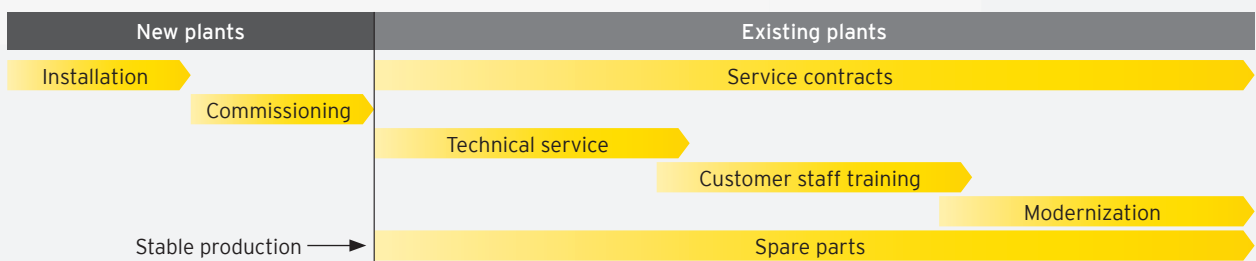 New plants
Existing plants
Installation
Service contracts
Commissioning
Technical service
Customer staff training
Modernization
Stable production
Spare parts